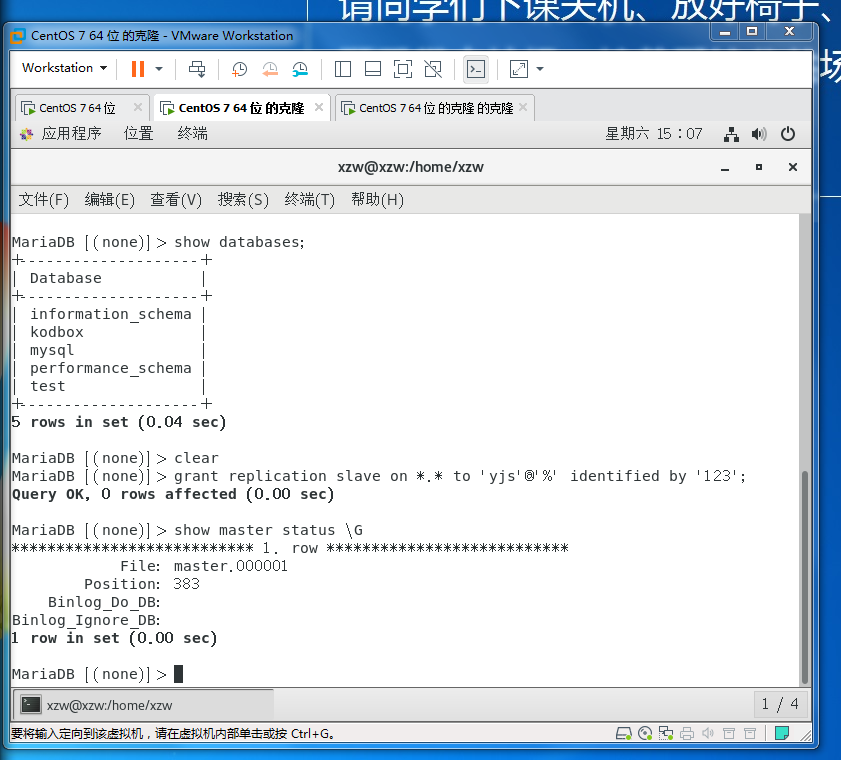 请同学们下课关机、放好椅子、
场
CentOS 7 64 位 的克隆 - VMware Workstation
Workstation
CentOS 7 64 位
CentOS 7 64 位 的克隆
CentOS 7 64 位 的克隆 的克隆
应用程序 位置 终端 星期六 15：07
xzw@xzw:/home/xzw
文件(F) 编辑(E) 查看(V) 搜索(S) 终端(T) 帮助(H)
MariaDB [(none)]> show databases;
+--------------------+
| Database           |
+--------------------+
| information_schema |
| kodbox             |
| mysql              |
| performance_schema |
| test               |
+--------------------+
5 rows in set (0.04 sec)
MariaDB [(none)]> clear
MariaDB [(none)]> grant replication slave on *.* to 'yjs'@'%' identified by '123';
Query OK, 0 rows affected (0.00 sec)
MariaDB [(none)]> show master status \G
*************************** 1. row ***************************
File: master.000001
Position: 383
Binlog_Do_DB:
Binlog_Ignore_DB:
1 row in set (0.00 sec)
MariaDB [(none)]>
xzw@xzw:/home/xzw
1 / 4
要将输入定向到该虚拟机，请在虚拟机内部单击或按 Ctrl+G。